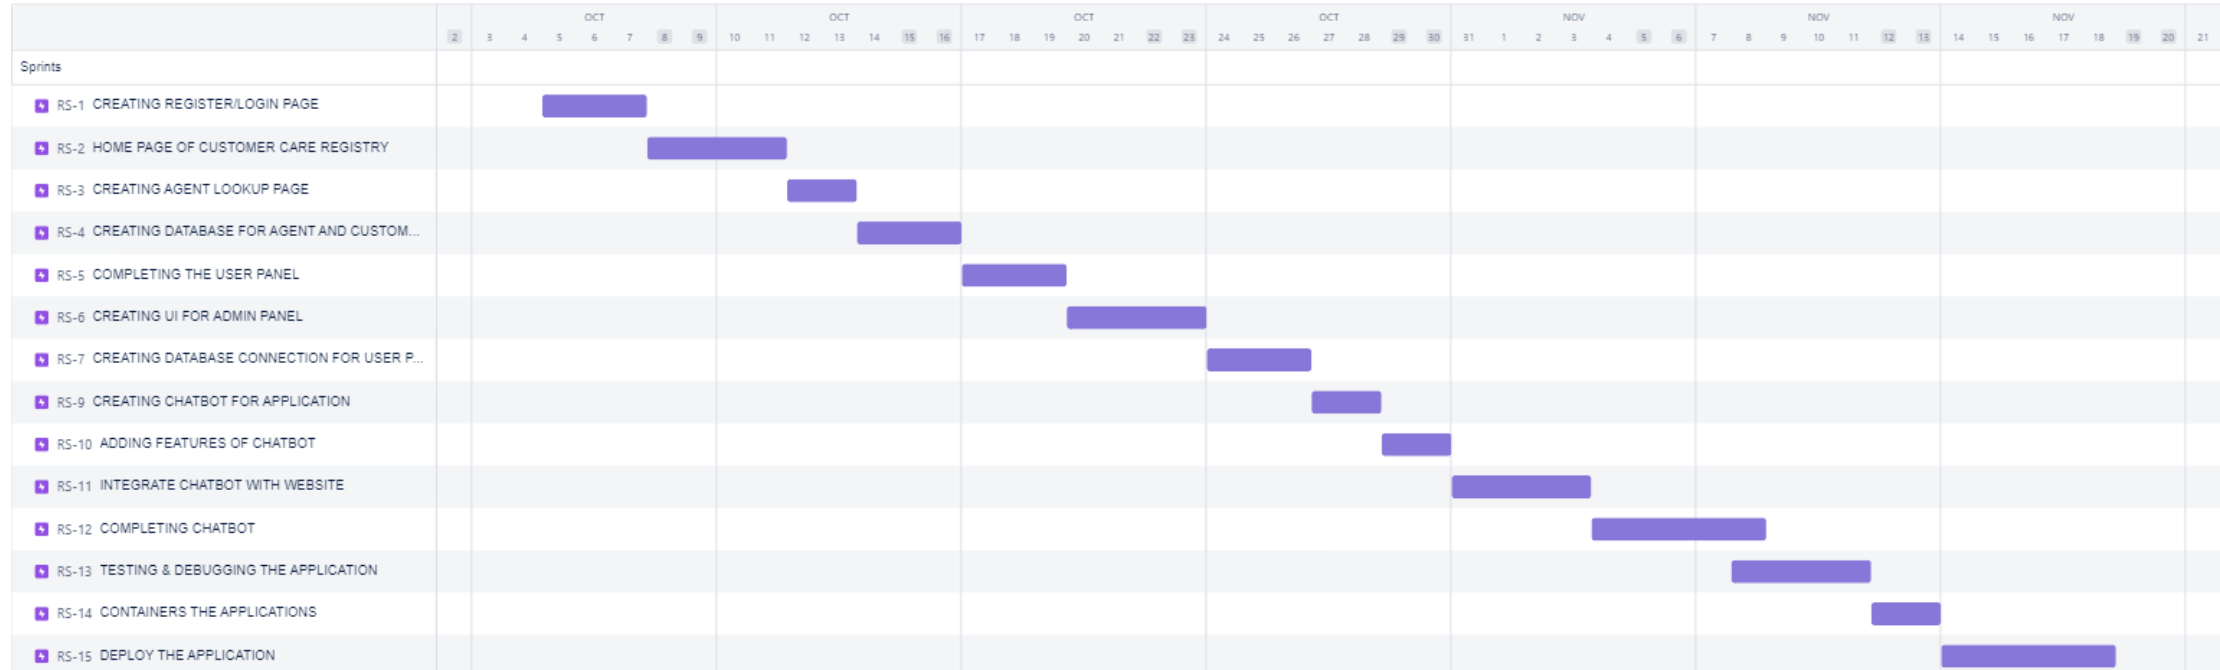 OCT OCT OCT OCT NOV NOV NOV
2 3 4 5 6 7 8 9 10 11 12 13 14 15 16 17 18 19 20 21 22 23 24 25 26 27 28 29 30 31 1 2 3 4 5 6 7 8 9 10 11 12 13 14 15 16 17 18 19 20 21
Sprints
RS-1 CREATING REGISTER/LOGIN PAGE
RS-2 HOME PAGE OF CUSTOMER CARE REGISTRY
RS-3 CREATING AGENT LOOKUP PAGE
RS-4 CREATING DATABASE FOR AGENT AND CUSTOM...
RS-5 COMPLETING THE USER PANEL
RS-6 CREATING UI FOR ADMIN PANEL
RS-7 CREATING DATABASE CONNECTION FOR USER P...
RS-9 CREATING CHATBOT FOR APPLICATION
RS-10 ADDING FEATURES OF CHATBOT
RS-11 INTEGRATE CHATBOT WITH WEBSITE
RS-12 COMPLETING CHATBOT
RS-13 TESTING & DEBUGGING THE APPLICATION
RS-14 CONTAINERS THE APPLICATIONS
RS-15 DEPLOY THE APPLICATION